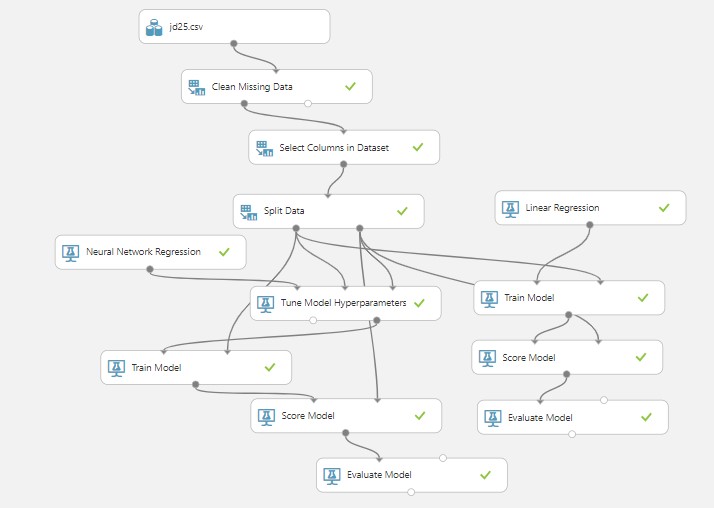 jd25.csv
Clean Missing Data
Select Columns in Dataset
Split Data
Linear Regression
Neural Network Regression
Tune Model Hyperparameters
Train Model
Train Model
Score Model
Score Model
Evaluate Model
Evaluate Model